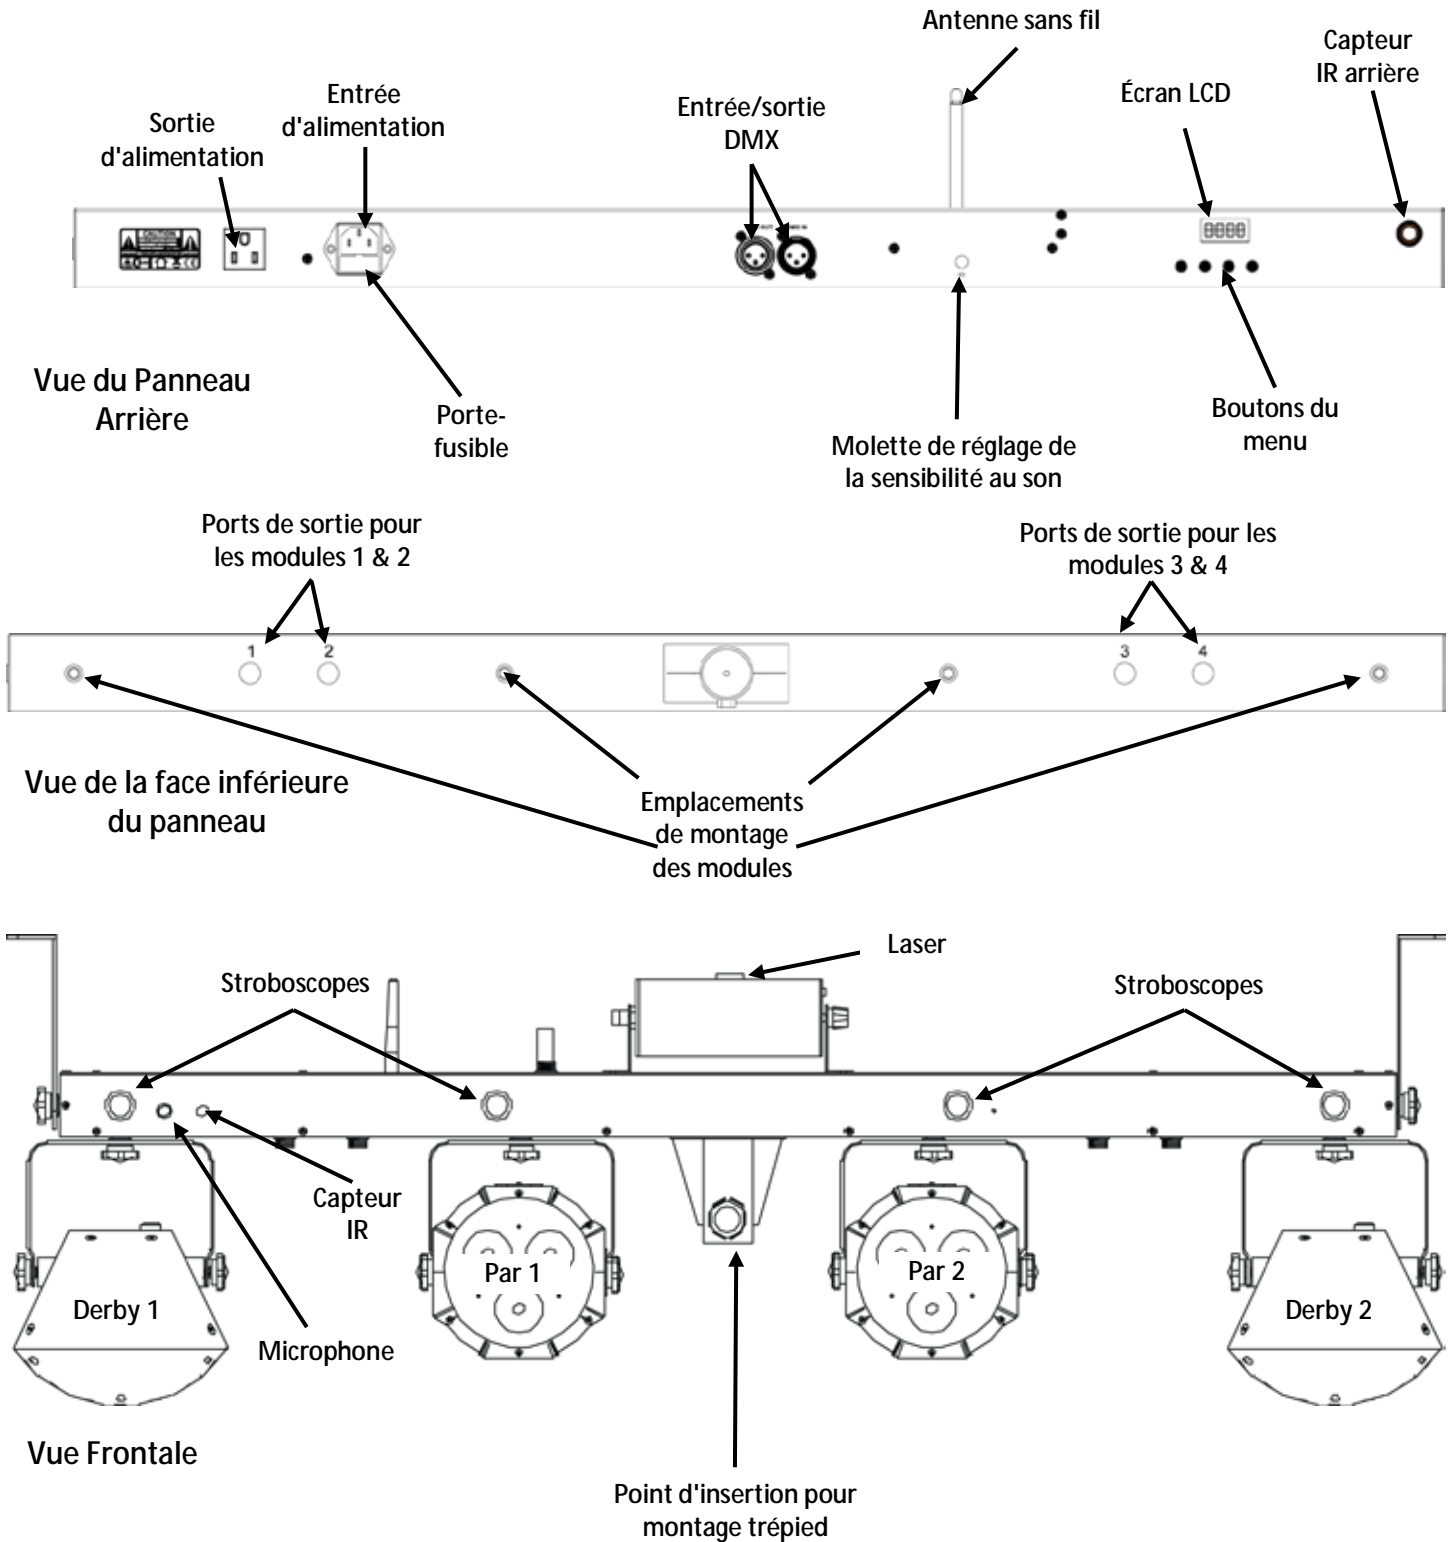 Antenne sans fil
Capteur
IR arrière
Entrée
d'alimentation
Écran LCD
Entrée/sortie
DMX
Sortie
d'alimentation
CAUTION
Vue du Panneau
Arrière
Porte-
fusible
Molette de réglage de
la sensibilité au son
Boutons du
menu
Ports de sortie pour
les modules 1 & 2
Ports de sortie pour les
modules 3 & 4
1
2
3
4
Vue de la face inférieure
du panneau
Emplacements
de montage
des modules
Laser
Stroboscopes
Stroboscopes
Capteur
IR
Par 1
Par 2
Derby 1
Derby 2
Microphone
Vue Frontale
Point d'insertion pour
montage trépied